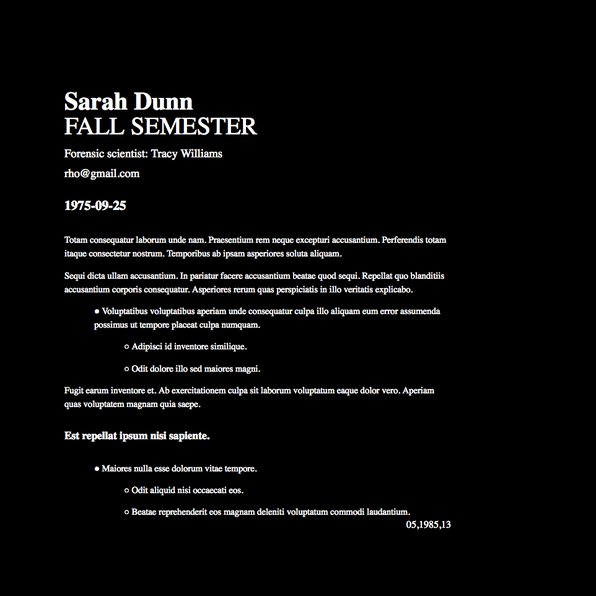 Sarah Dunn
FALL SEMESTER
Forensic scientist: Tracy Williams
rho@gmail.com
1975-09-25
Totam consequatur laborum unde nam. Praesentium rem neque excepturi accusantium. Perferendis totam
itaque consectetur nostrum. Temporibus ab ipsam asperiores soluta aliquam.
Sequi dicta ullam accusantium. In pariatur facere accusantium beatae quod sequi. Repellat quo blanditiis
accusantium corporis consequatur. Asperiores rerum quas perspiciatis in illo veritatis explicabo.
● Voluptatibus voluptatibus aperiam unde consequatur culpa illo aliquam eum error assumenda
possimus ut tempore placeat culpa numquam.
○ Adipisci id inventore similique.
○ Odit dolore illo sed maiores magni.
Fugit earum inventore et. Ab exercitationem culpa sit laborum voluptatum eaque dolor vero. Aperiam
quas voluptatem magnam quia saepe.
Est repellat ipsum nisi sapiente.
● Maiores nulla esse dolorum vitae tempore.
○ Odit aliquid nisi occaecati eos.
○ Beatae reprehenderit eos magnam deleniti voluptatum commodi laudantium.
05,1985,13